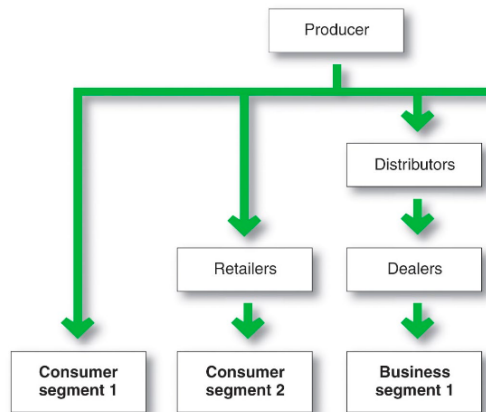 Producer
Distributors
Retailers
Dealers
Consumer
segment 1
Consumer
segment 2
Business
segment 1